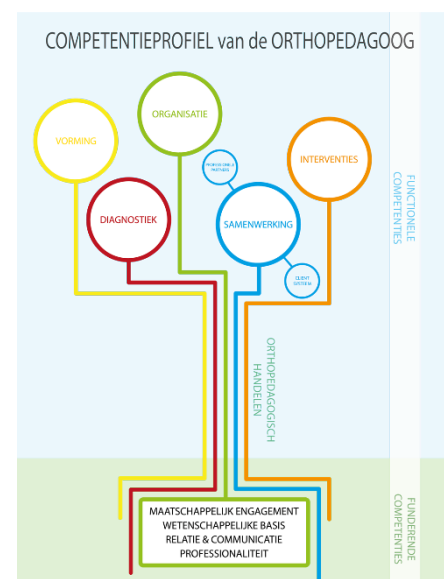 COMPETENTIEPROFIEL van de ORTHOPEDAGOOG
ORGANISATIE
VORMING
INTERVENTIES
PROFESSIONELE
PARTNERS
DIAGNOSTIEK
SAMENWERKING
CLIENT
SYSTEEM
FUNCTIONELE
COMPETENTIES
ORTHOPEDAGOGISCH
HANDELEN
FUNDERENDE
COMPETENTIES
MAATSCHAPPELIJK ENGAGEMENT
WETENSCHAPPELIJKE BASIS
RELATIE & COMMUNICATIE
PROFESSIONALITEIT